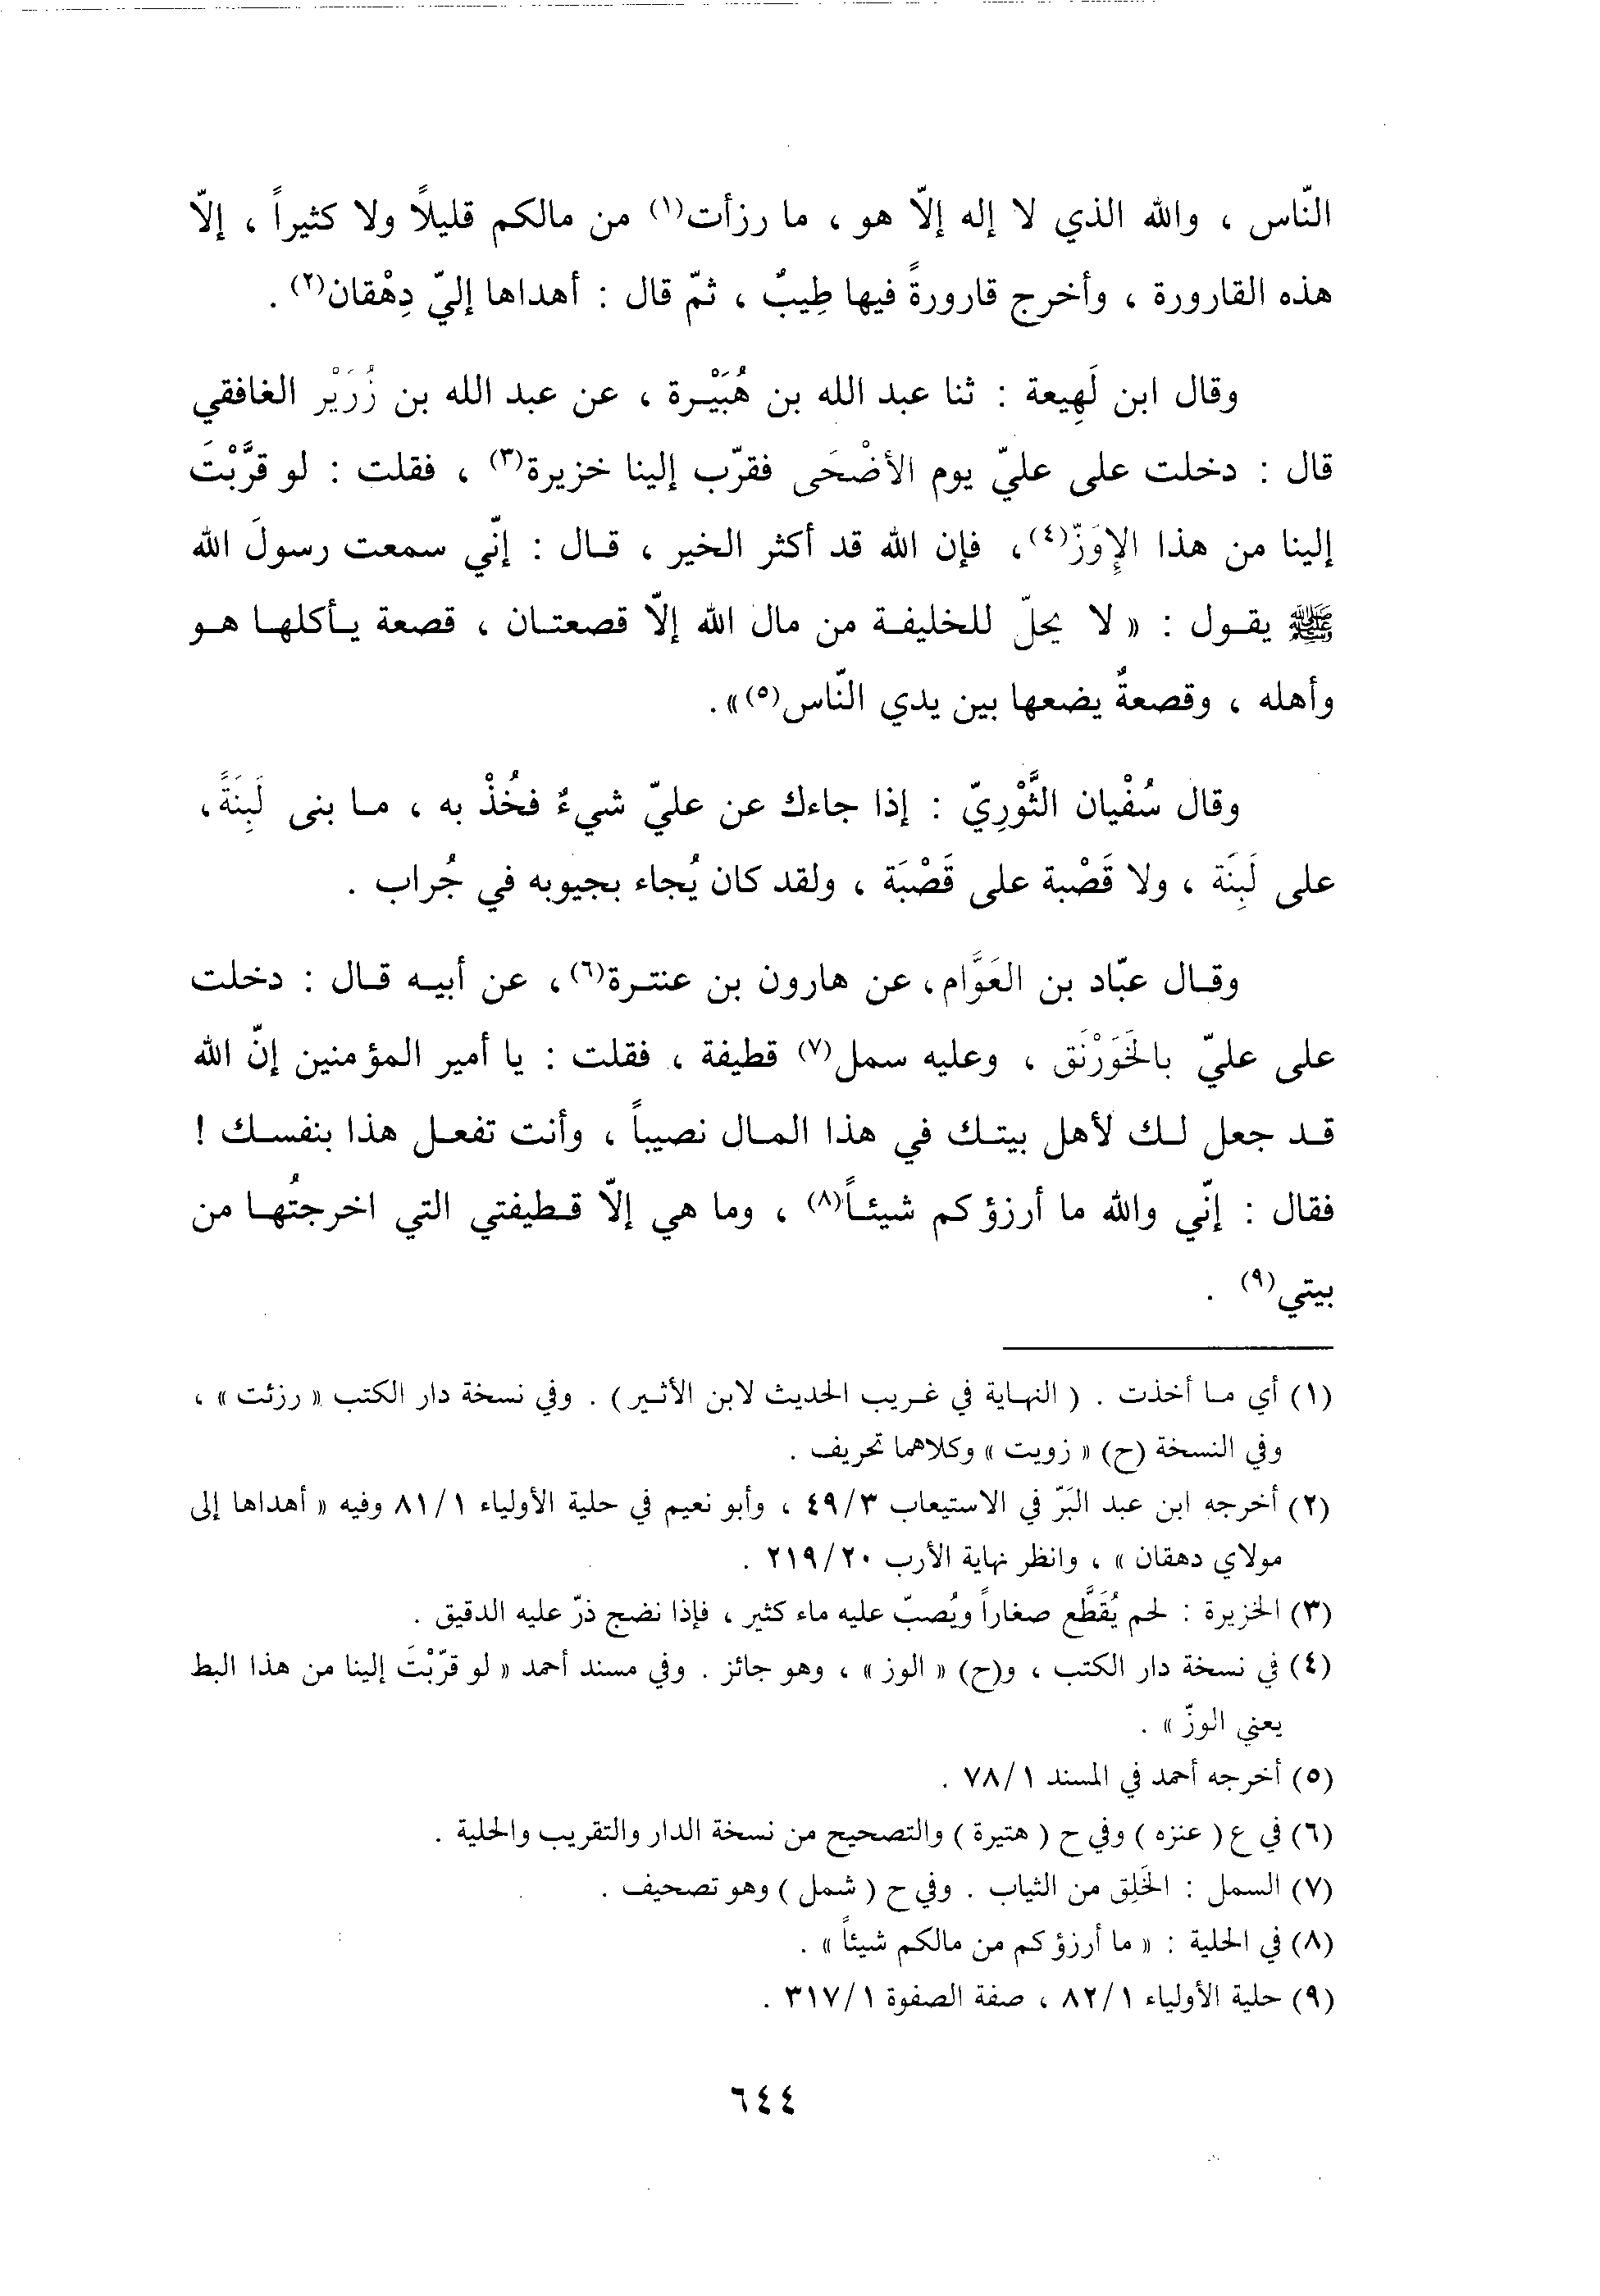 النّاس ، والله الذي لا إله إلاّ هو ، ما رزأت(١) من مالكم قليلاً ولا كثيراً ، إلاّ
هذه القارورة ، وأخرج قارورةً فيها طِيبٌ ، ثمّ قال : أهداها إليّ دِهْقان(٢) .
وقال ابن لَهِيعة : ثنا عبد الله بن هُبَيْرة ، عن عبد الله بن زُرَيْر الغافقي
قال : دخلت على عليّ يوم الأضْحَى فقرّب إلينا خزيرة(٣) ، فقلت : لو قرَّبْتَ
إلينا من هذا الإِوَزّ(٤) ، فإن الله قد أكثر الخير ، قال : إنّي سمعت رسولَ الله
ﷺ يقول : « لا يحلّ للخليفة من مال الله إلاّ قصعتان ، قصعة يأكلها هو
وأهله ، وقصعةٌ يضعها بين يدي النّاس(٥) » .
وقال سُفْيان الثَّوْرِيّ : إذا جاءك عن عليّ شيءٌ فخُذْ به ، ما بنى لَبِنَةً ،
على لَبِنَة ، ولا قَصْبة على قَصْبَة ، ولقد كان يُجاء بجيوبه في جُراب .
وقال عبّاد بن العَوَّام ، عن هارون بن عنترة(٦) ، عن أبيه قال : دخلت
على عليّ بالخَوَرْنَق ، وعليه سمل(٧) قطيفة ، فقلت : يا أمير المؤمنين إنّ الله
قد جعل لك لأهل بيتك في هذا المال نصيباً ، وأنت تفعل هذا بنفسك !
فقال : إنّي والله ما أرزؤكم شيئاً(٨) ، وما هي إلاّ قطيفتي التي اخرجتُها من
بيتي(٩) .
(١) أي ما أخذت . ( النهاية في غريب الحديث لابن الأثير ) . وفي نسخة دار الكتب « رزئت » ،
وفي النسخة (ح) « زويت » وكلاهما تحريف .
(٢) أخرجه ابن عبد البَرّ في الاستيعاب ٤٩/٣ ، وأبو نعيم في حلية الأولياء ٨١/١ وفيه « أهداها إلى
مولاي دهقان » ، وانظر نهاية الأرب ٢١٩/٢٠ .
(٣) الخزيرة : لحم يُقَطَّع صغاراً ويُصبّ عليه ماء كثير ، فإذا نضج ذرّ عليه الدقيق .
(٤) في نسخة دار الكتب ، و(ح) « الوز » ، وهو جائز . وفي مسند أحمد « لو قرّبْتَ إلينا من هذا البط
يعني الوزّ » .
(٥) أخرجه أحمد في المسند ٧٨/١ .
(٦) في ع ( عنزه ) وفي ح ( هتيرة ) والتصحيح من نسخة الدار والتقريب والحلية .
(٧) السمل : الخَلِق من الثياب . وفي ح ( شمل ) وهو تصحيف .
(٨) في الحلية : « ما أرزؤكم من مالكم شيئاً » .
(٩) حلية الأولياء ٨٢/١ ، صفة الصفوة ٣١٧/١ .
٦٤٤